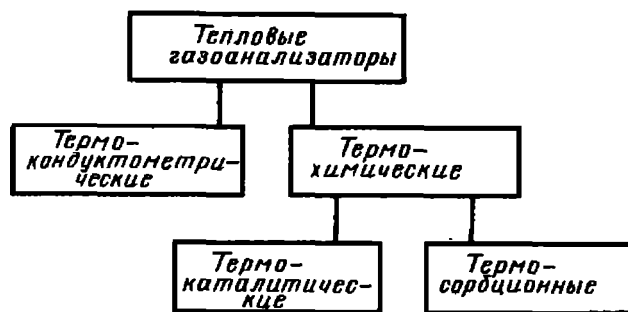 Тепловые
газоанализаторы
Термо-
кондуктометри-
ческие
Термо-
химические
Термо-
каталитичес-
кие
Термо-
сорбционные